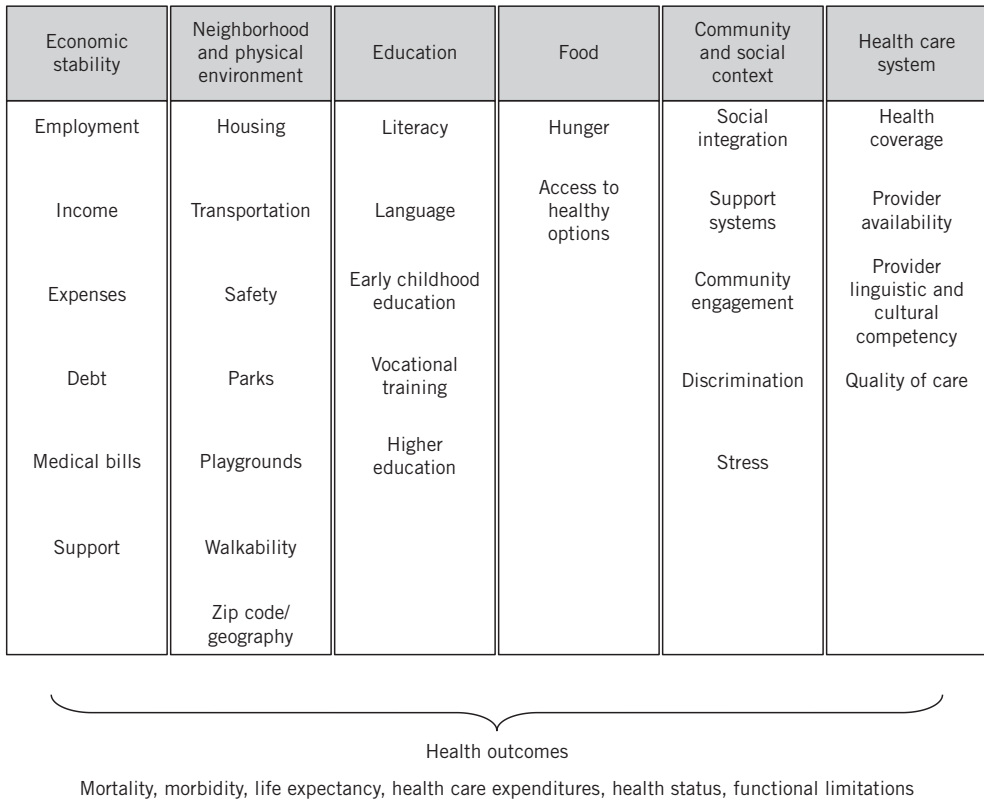 Economic
stability
Neighborhood
and physical
environment
Education
Food
Community
and social
context
Health care
system
Employment
Income
Expenses
Debt
Medical bills
Support
Housing
Transportation
Safety
Parks
Playgrounds
Walkability
Zip code/
geography
Literacy
Language
Early childhood
education
Vocational
training
Higher
education
Hunger
Access to
healthy
options
Social
integration
Support
systems
Community
engagement
Discrimination
Stress
Health
coverage
Provider
availability
Provider
linguistic and
cultural
competency
Quality of care
Health outcomes
Mortality, morbidity, life expectancy, health care expenditures, health status, functional limitations